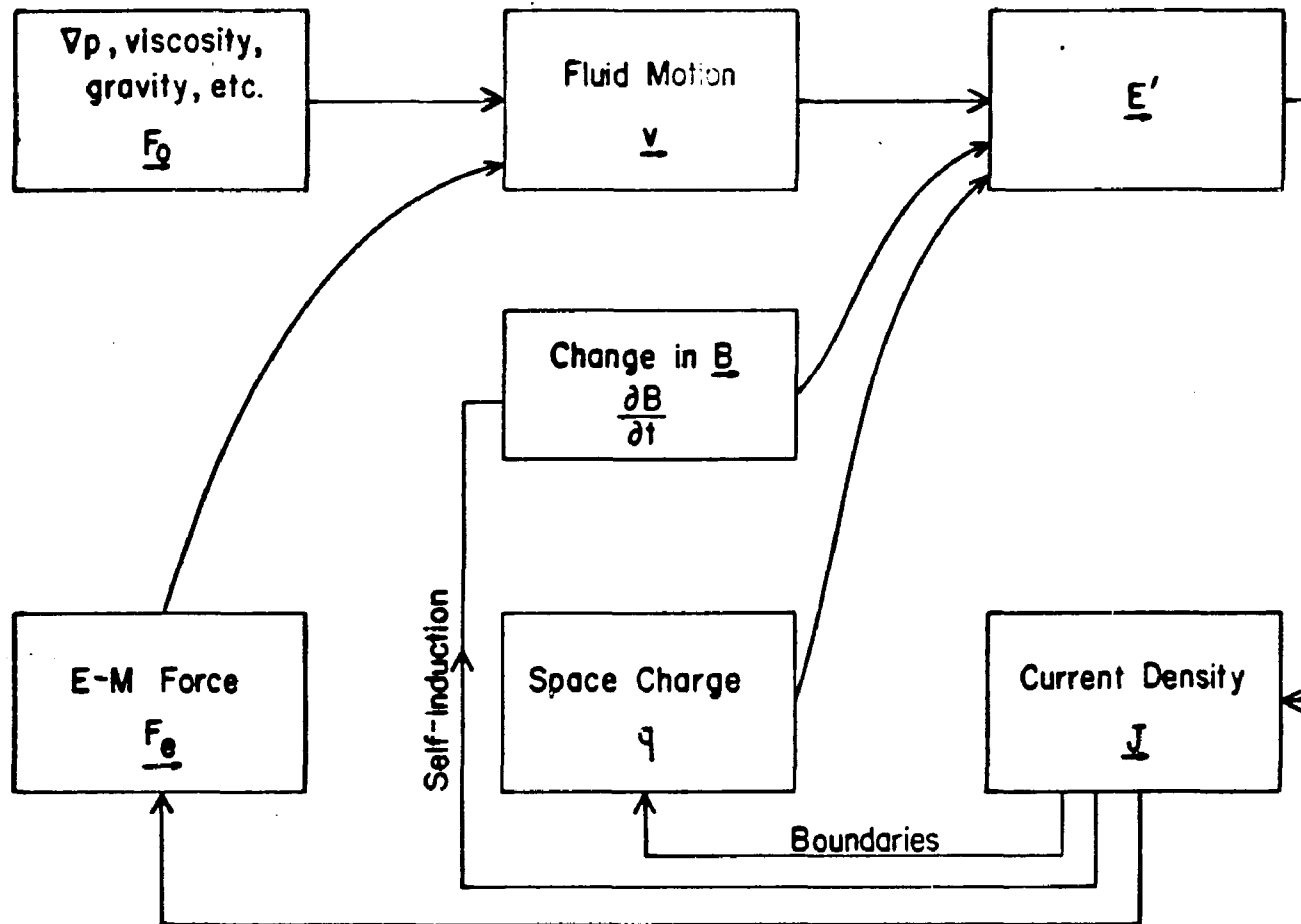 ∇p, viscosity,
gravity, etc.
F₀
Fluid Motion
v
E′
Change in B
∂B
∂t
Self-induction
E-M Force
Fₑ
Space Charge
q
Current Density
J
Boundaries